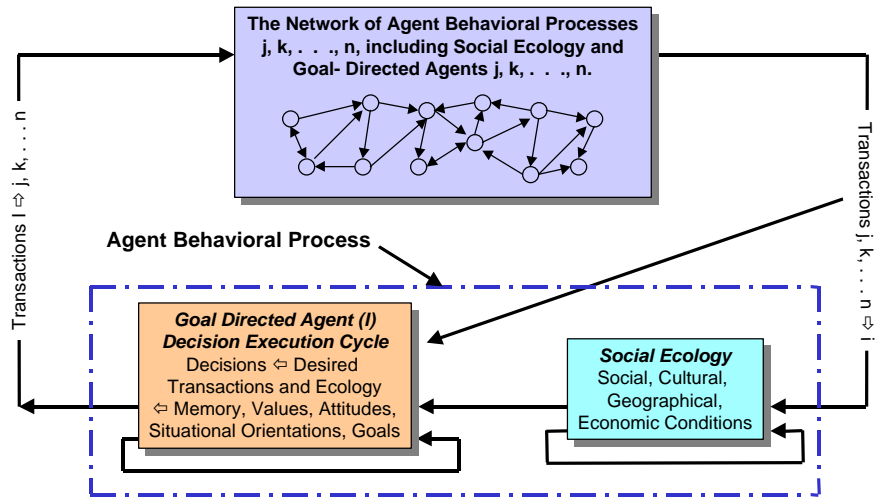 The Network of Agent Behavioral Processes
j, k, . . ., n, including Social Ecology and
Goal- Directed Agents j, k, . . ., n.
Transactions I ⇨ j, k, . . . n
Transactions j, k, . . . n ⇨ i
Agent Behavioral Process
Goal Directed Agent (I)
Decision Execution Cycle
Decisions ⇦ Desired
Transactions and Ecology
⇦ Memory, Values, Attitudes,
Situational Orientations, Goals
Social Ecology
Social, Cultural,
Geographical,
Economic Conditions